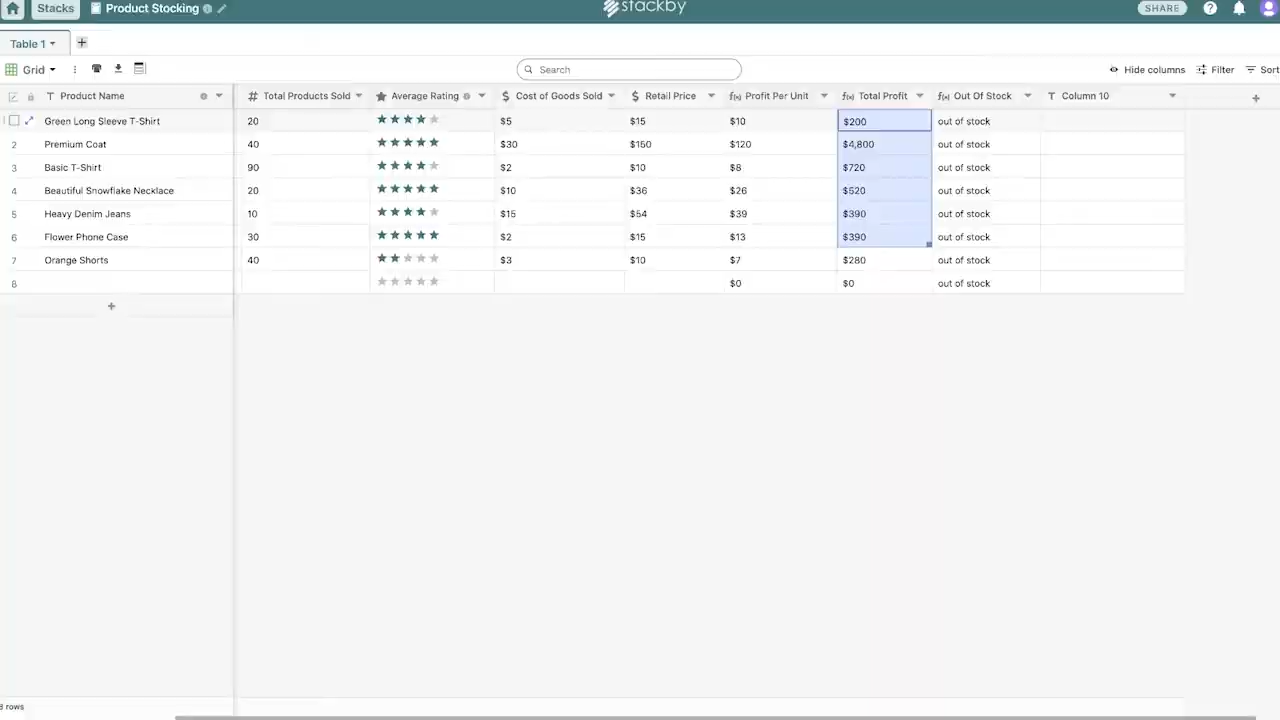 Stacks Product Stocking stackby SHARE
Table 1
Grid Search Hide columns Filter Sort
Product Name Total Products Sold Average Rating Cost of Goods Sold Retail Price Profit Per Unit Total Profit Out Of Stock Column 10
Green Long Sleeve T-Shirt 20 $5 $15 $10 $200 out of stock
2 Premium Coat 40 $30 $150 $120 $4,800 out of stock
3 Basic T-Shirt 90 $2 $10 $8 $720 out of stock
4 Beautiful Snowflake Necklace 20 $10 $36 $26 $520 out of stock
5 Heavy Denim Jeans 10 $15 $54 $39 $390 out of stock
6 Flower Phone Case 30 $2 $15 $13 $390 out of stock
7 Orange Shorts 40 $3 $10 $7 $280 out of stock
8 $0 $0 out of stock
8 rows